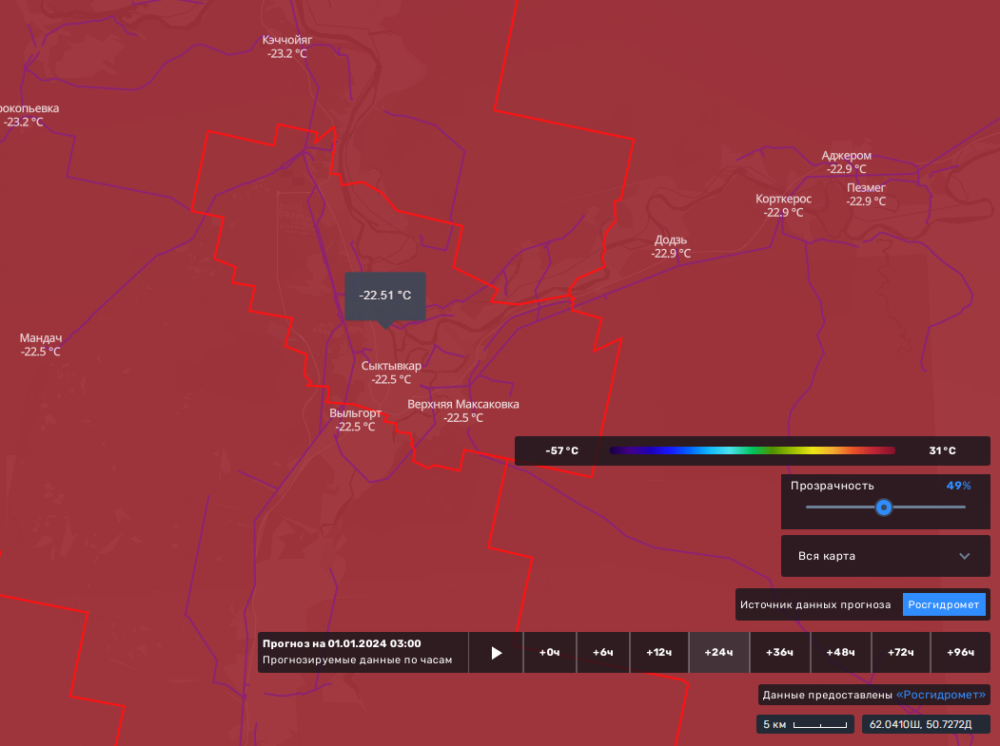 Кэччойяг
-23.2 °C
рокопьевка
-23.2 °C
Аджером
-22.9 °C
Пезмег
-22.9 °C
Корткерос
-22.9 °C
Додзь
-22.9 °C
-22.51 °C
Мандач
-22.5 °C
Сыктывкар
-22.5 °C
Верхняя Максаковка
-22.5 °C
Выльгорт
-22.5 °C
-57 °C 31 °C
Прозрачность 49%
Вся карта
Источник данных прогноза Росгидромет
Прогноз на 01.01.2024 03:00
Прогнозируемые данные по часам
+0ч +6ч +12ч +24ч +36ч +48ч +72ч +96ч
Данные предоставлены «Росгидромет»
5 км 62.0410Ш, 50.7272Д